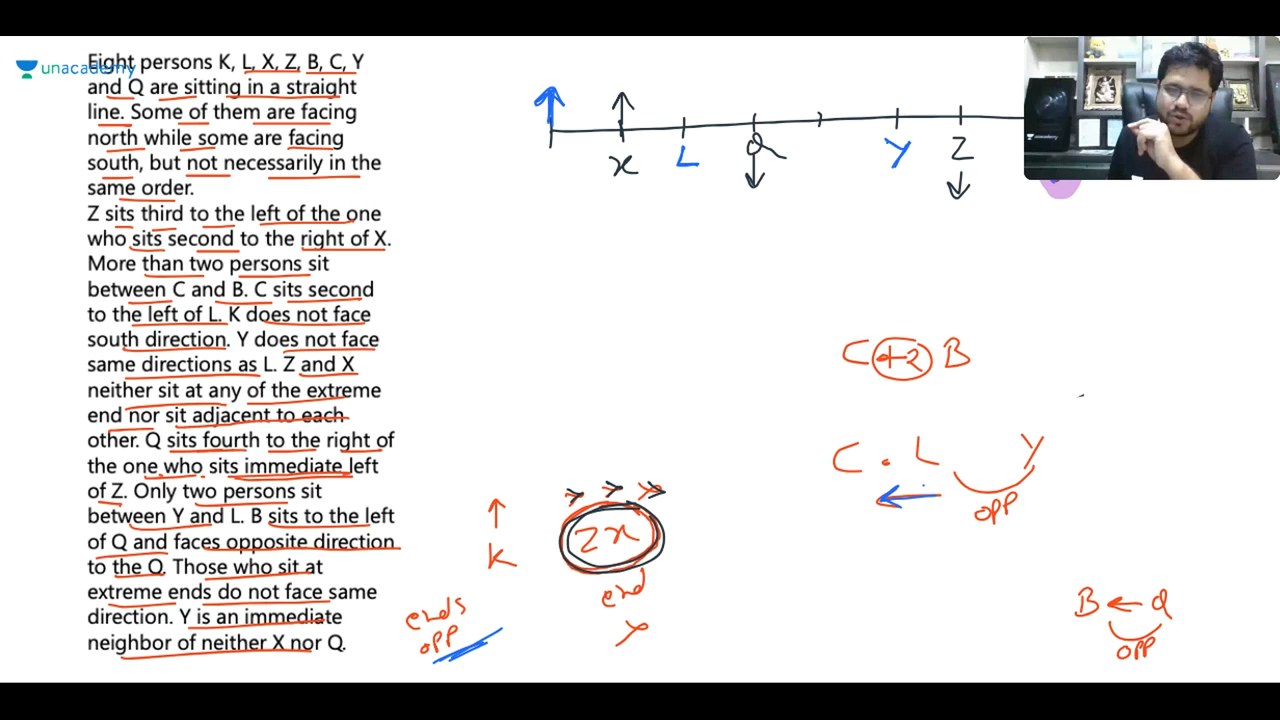 Eight persons K, L, X, Z, B, C, Y
unacademy
and Q are sitting in a straight
line. Some of them are facing
north while some are facing
south, but not necessarily in the
same order.
Z sits third to the left of the one
who sits second to the right of X.
More than two persons sit
between C and B. C sits second
to the left of L. K does not face
south direction. Y does not face
same directions as L. Z and X
neither sit at any of the extreme
end nor sit adjacent to each
other. Q sits fourth to the right of
the one who sits immediate left
of Z. Only two persons sit
between Y and L. B sits to the left
of Q and faces opposite direction
to the Q. Those who sit at
extreme ends do not face same
direction. Y is an immediate
neighbor of neither X nor Q.
x L Q Y Z
unacademy
C +2 B
C . L Y
opp
K
Z x
end
ends
opp
B ← Q
opp